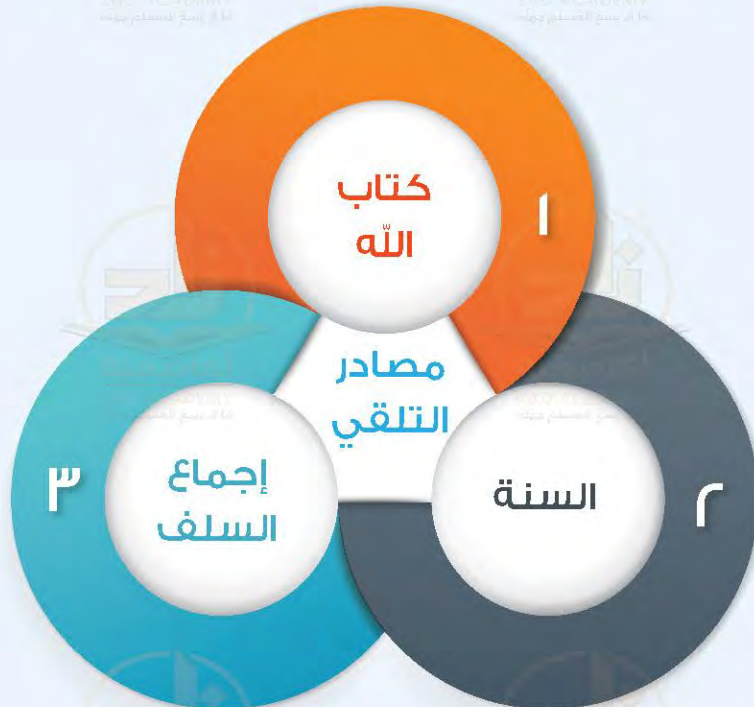 كتاب
الله
١
مصادر
التلقي
السنة
٢
إجماع
السلف
٣